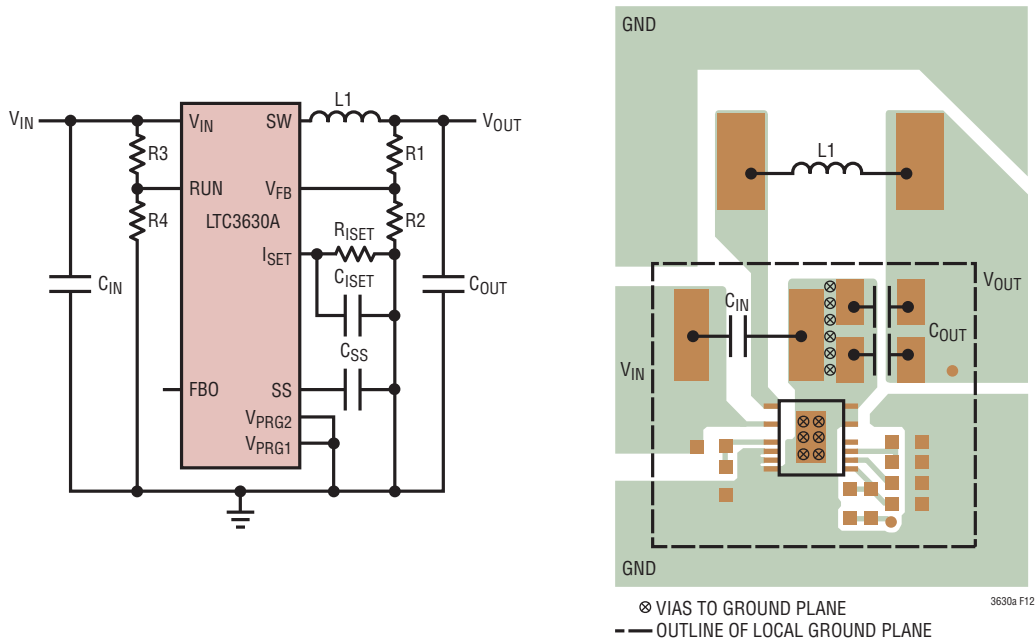 VIN
VIN
SW
L1
VOUT
R3
R1
RUN
VFB
R4
LTC3630A
R2
RISET
ISET
CISET
CIN
COUT
CSS
FBO
SS
VPRG2
VPRG1
GND
L1
VOUT
CIN
COUT
VIN
GND
3630a F12
VIAS TO GROUND PLANE
OUTLINE OF LOCAL GROUND PLANE